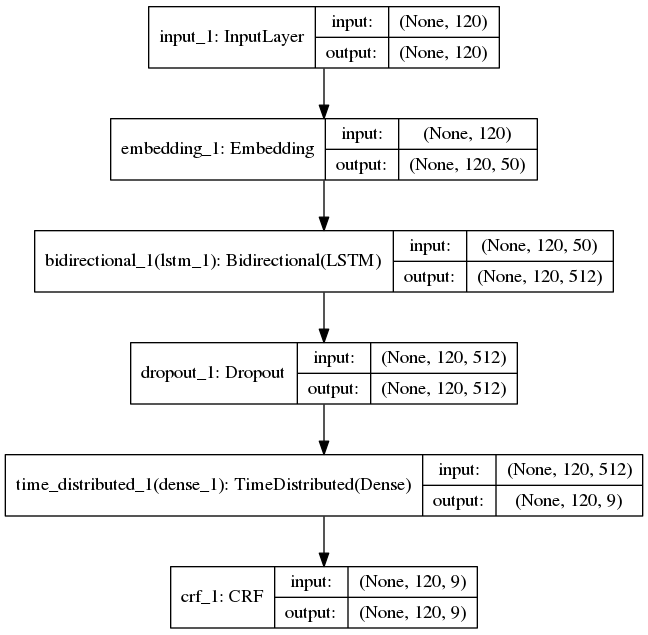 input_1: InputLayer
input:
(None, 120)
output:
(None, 120)
embedding_1: Embedding
input:
(None, 120)
output:
(None, 120, 50)
bidirectional_1(lstm_1): Bidirectional(LSTM)
input:
(None, 120, 50)
output:
(None, 120, 512)
dropout_1: Dropout
input:
(None, 120, 512)
output:
(None, 120, 512)
time_distributed_1(dense_1): TimeDistributed(Dense)
input:
(None, 120, 512)
output:
(None, 120, 9)
crf_1: CRF
input:
(None, 120, 9)
output:
(None, 120, 9)